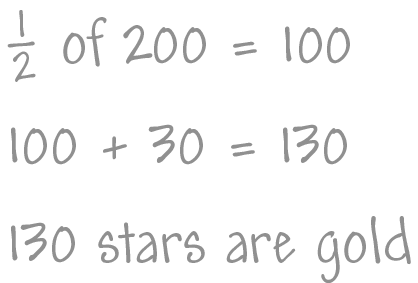 1/2 of 200 = 100
100 + 30 = 130
130 stars are gold